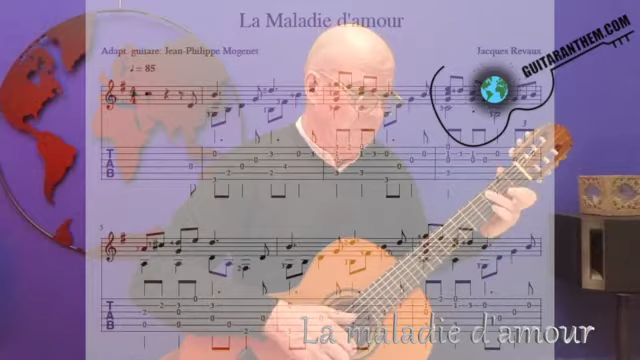 La Maladie d'amour
Adapt. guitare: Jean-Philippe Mogenet
Jacques Revaux
GUITARANTHEM.COM
♩ = 85
TAB
TAB
La maladie d'amour